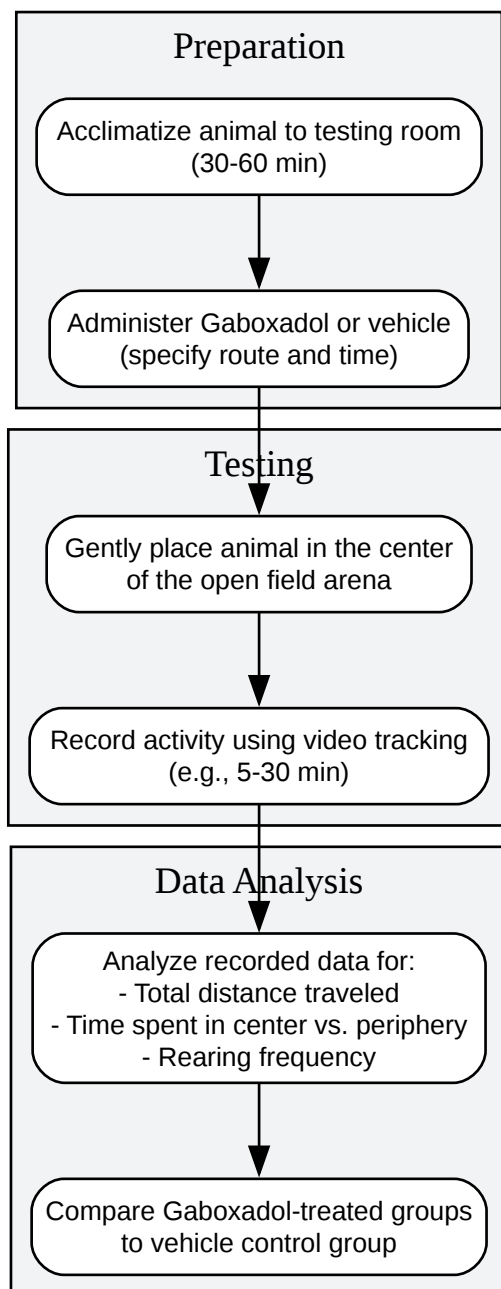 Preparation
Acclimatize animal to testing room
(30-60 min)
Administer Gaboxadol or vehicle
(specify route and time)
Testing
Gently place animal in the center
of the open field arena
Record activity using video tracking
(e.g., 5-30 min)
Data Analysis
Analyze recorded data for:
- Total distance traveled
- Time spent in center vs. periphery
- Rearing frequency
Compare Gaboxadol-treated groups
to vehicle control group